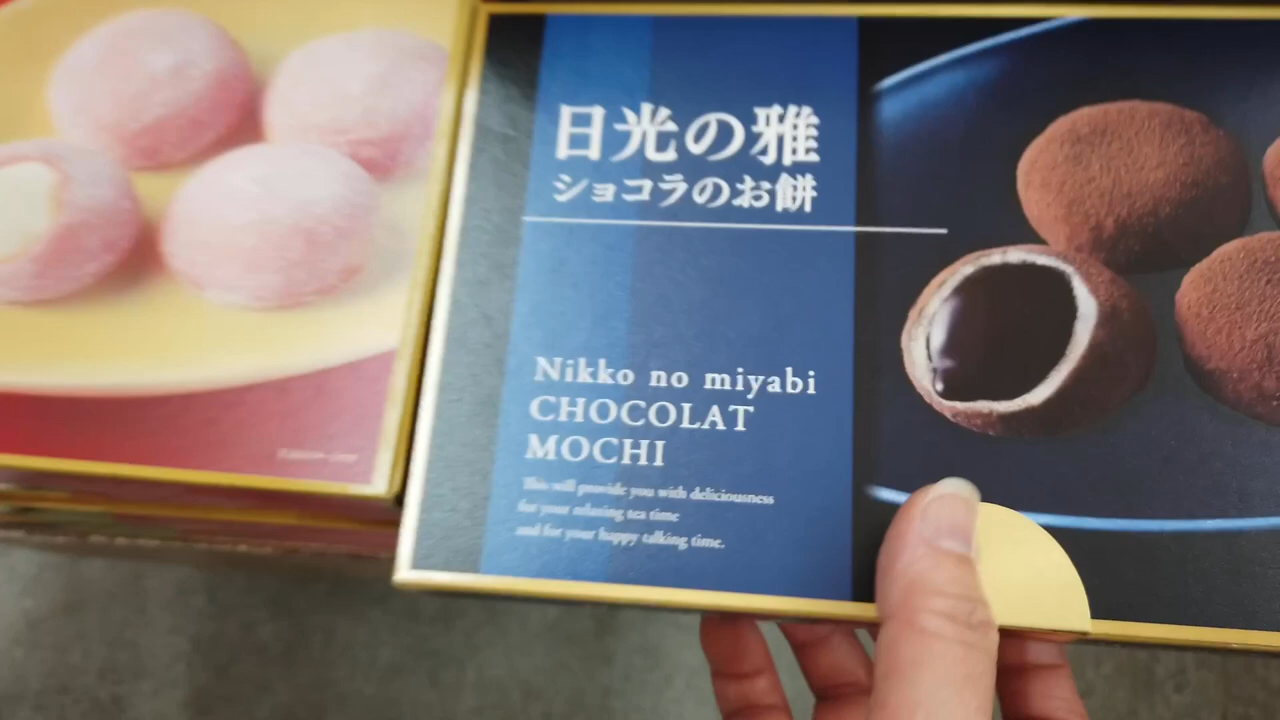 日光の雅
ショコラのお餅
Nikko no miyabi
CHOCOLAT
MOCHI
This will provide you with deliciousness
for your relaxing tea time
and for your happy talking time.